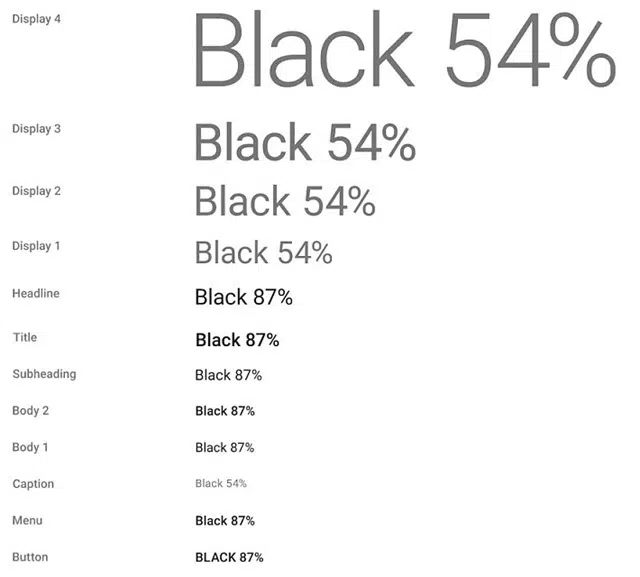 Display 4 Black 54%
Display 3 Black 54%
Display 2 Black 54%
Display 1 Black 54%
Headline Black 87%
Title Black 87%
Subheading Black 87%
Body 2 Black 87%
Body 1 Black 87%
Caption Black 54%
Menu Black 87%
Button BLACK 87%